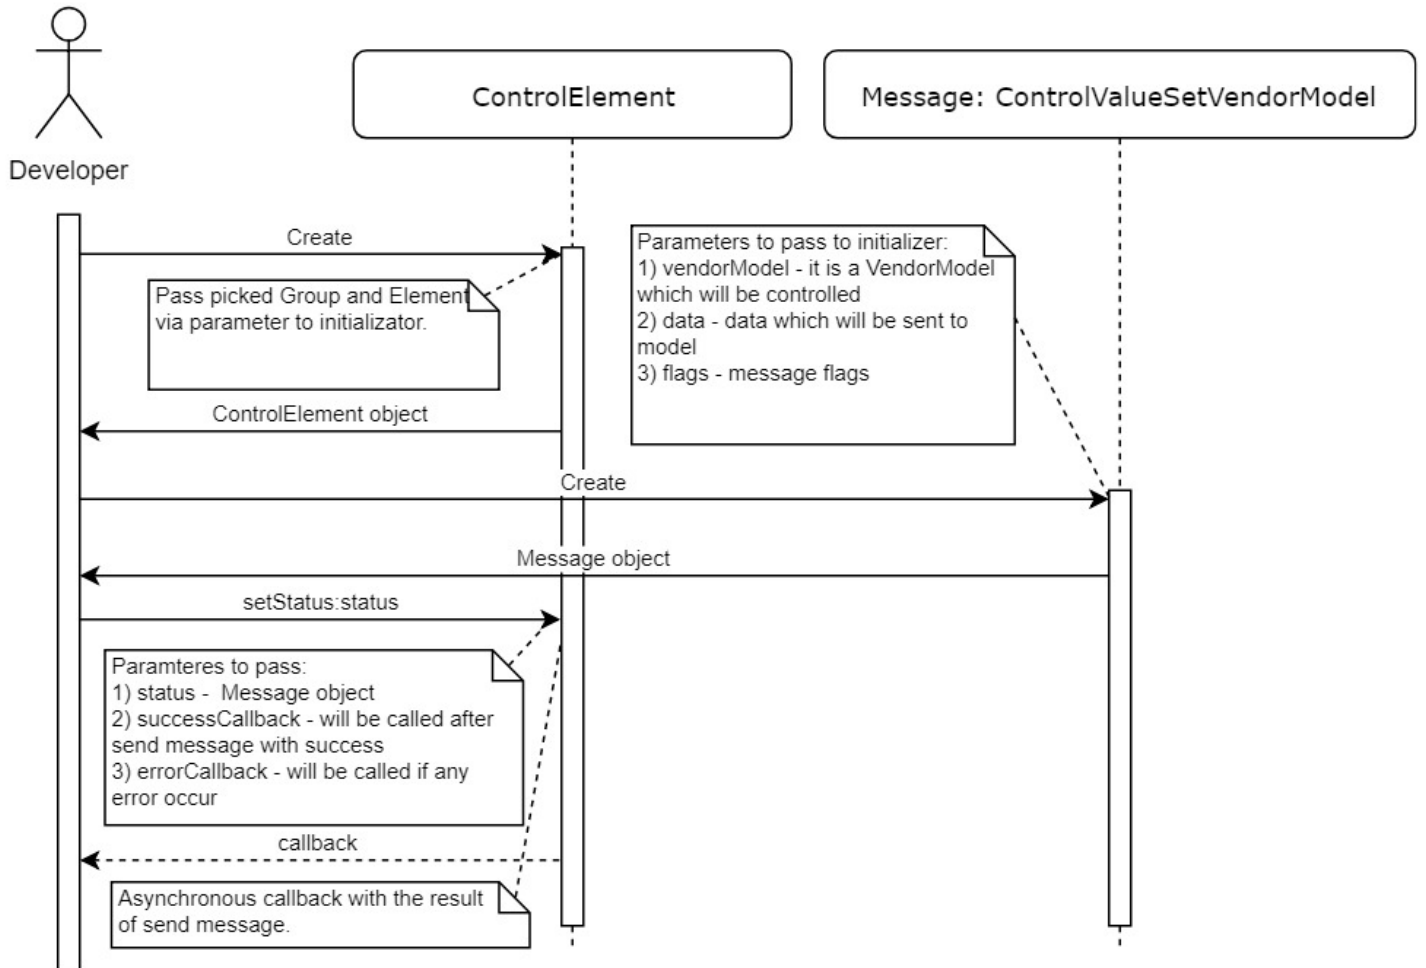 ControlElement
Message: ControlValueSetVendorModel
Developer
Create
Pass picked Group and Element
via parameter to initializator.
Parameters to pass to initializer:
1) vendorModel - it is a VendorModel
which will be controlled
2) data - data which will be sent to
model
3) flags - message flags
ControlElement object
Create
Message object
setStatus:status
Paramteres to pass:
1) status - Message object
2) successCallback - will be called after
send message with success
3) errorCallback - will be called if any
error occur
callback
Asynchronous callback with the result
of send message.